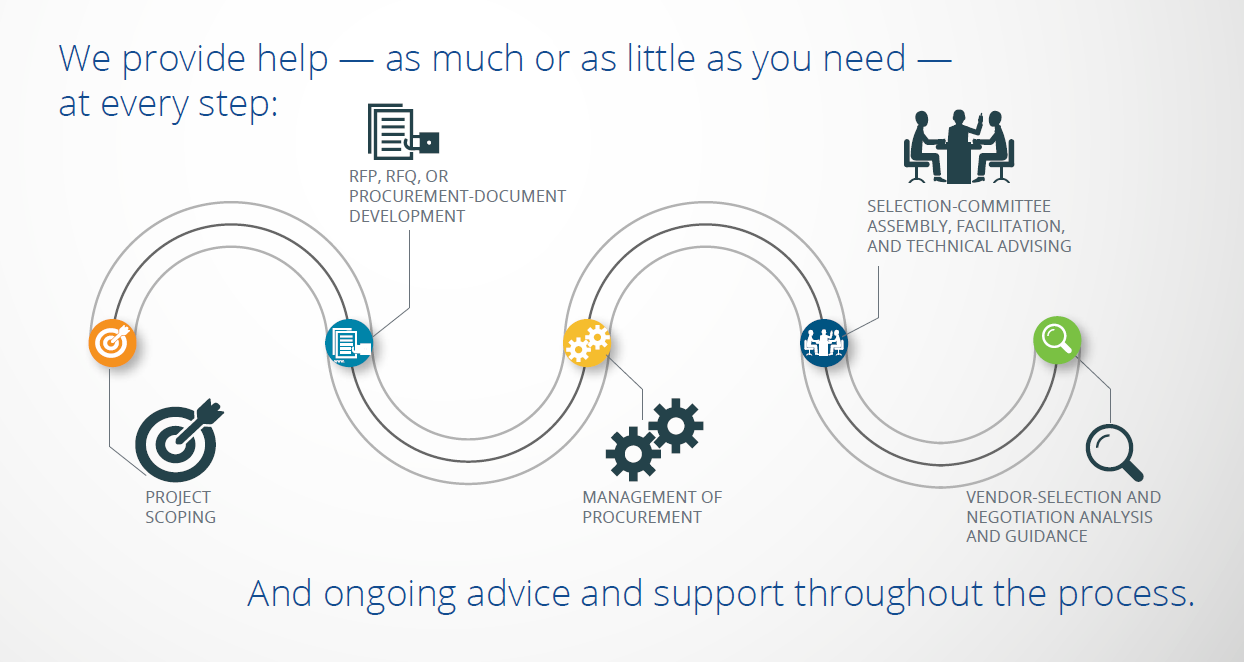 We provide help — as much or as little as you need —
at every step:
RFP, RFQ, OR
PROCUREMENT-DOCUMENT
DEVELOPMENT
SELECTION-COMMITTEE
ASSEMBLY, FACILITATION,
AND TECHNICAL ADVISING
PROJECT
SCOPING
MANAGEMENT OF
PROCUREMENT
VENDOR-SELECTION AND
NEGOTIATION ANALYSIS
AND GUIDANCE
And ongoing advice and support throughout the process.